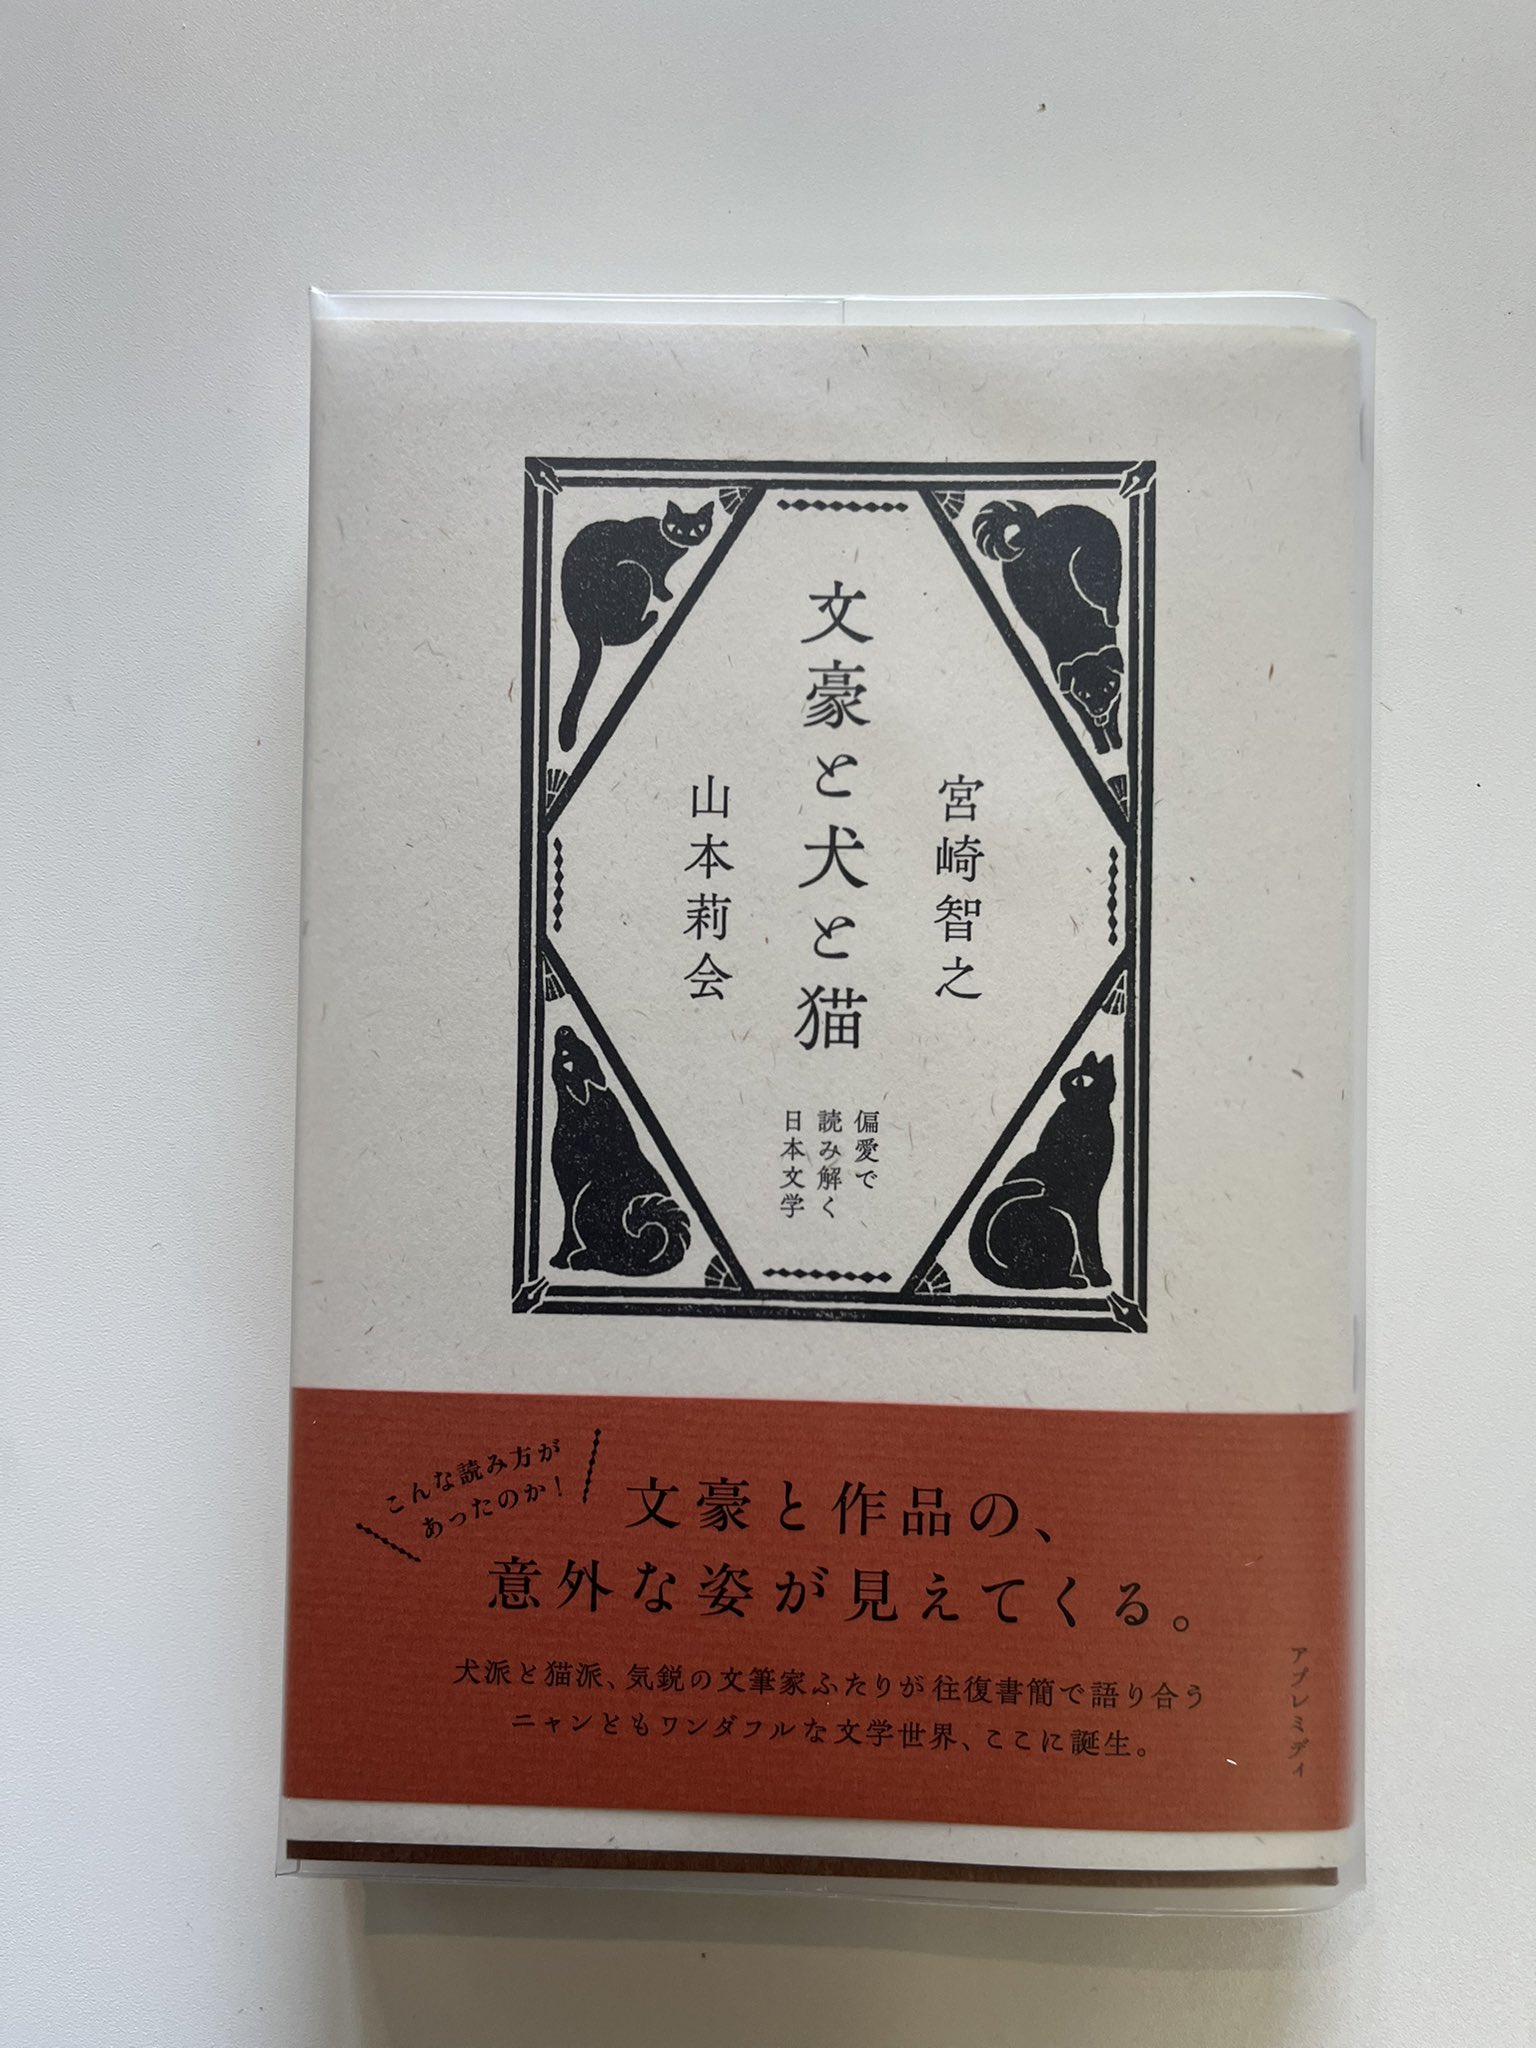 宮崎智之
文豪と犬と猫
偏愛で
読み解く
日本文学
山本莉会
こんな読み方が
あったのか！
文豪と作品の、
意外な姿が見えてくる。
犬派と猫派、気鋭の文筆家ふたりが往復書簡で語り合う
ニャンともワンダフルな文学世界、ここに誕生。
アプレミディ